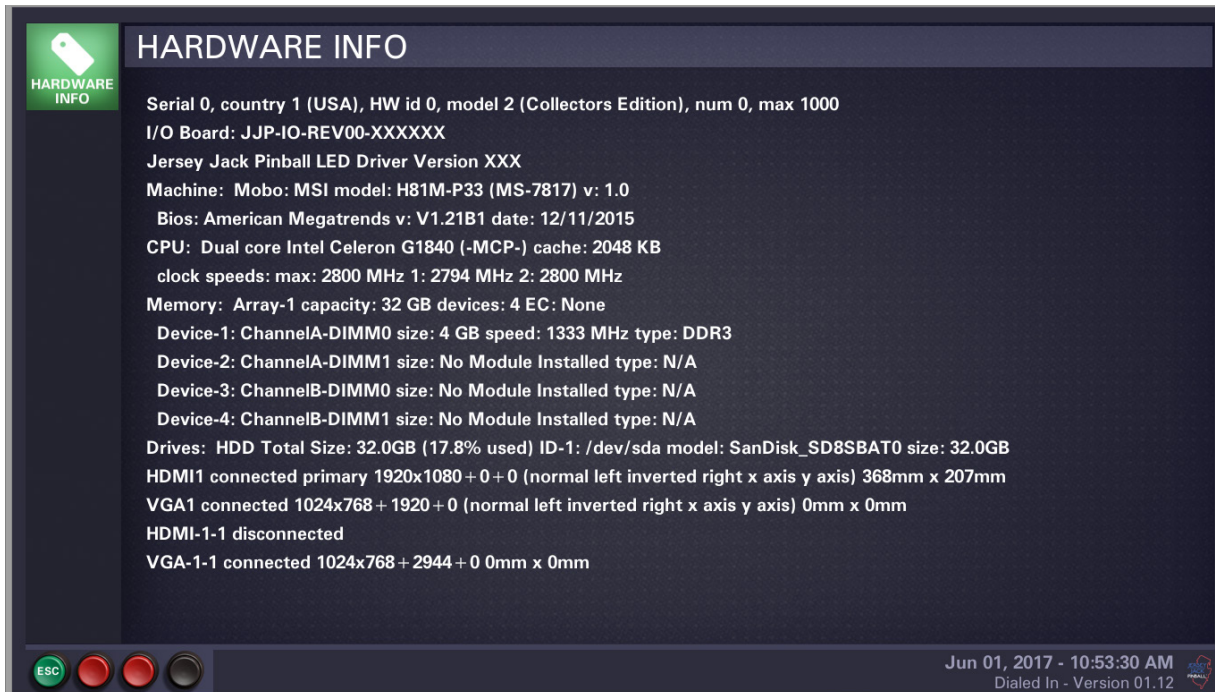 HARDWARE INFO
HARDWARE
INFO
Serial 0, country 1 (USA), HW id 0, model 2 (Collectors Edition), num 0, max 1000
I/O Board: JJP-IO-REV00-XXXXXX
Jersey Jack Pinball LED Driver Version XXX
Machine:  Mobo: MSI model: H81M-P33 (MS-7817) v: 1.0
Bios: American Megatrends v: V1.21B1 date: 12/11/2015
CPU:  Dual core Intel Celeron G1840 (-MCP-) cache: 2048 KB
clock speeds: max: 2800 MHz 1: 2794 MHz 2: 2800 MHz
Memory:  Array-1 capacity: 32 GB devices: 4 EC: None
Device-1: ChannelA-DIMM0 size: 4 GB speed: 1333 MHz type: DDR3
Device-2: ChannelA-DIMM1 size: No Module Installed type: N/A
Device-3: ChannelB-DIMM0 size: No Module Installed type: N/A
Device-4: ChannelB-DIMM1 size: No Module Installed type: N/A
Drives:  HDD Total Size: 32.0GB (17.8% used) ID-1: /dev/sda model: SanDisk_SD8SBAT0 size: 32.0GB
HDMI1 connected primary 1920x1080+0+0 (normal left inverted right x axis y axis) 368mm x 207mm
VGA1 connected 1024x768+1920+0 (normal left inverted right x axis y axis) 0mm x 0mm
HDMI-1-1 disconnected
VGA-1-1 connected 1024x768+2944+0 0mm x 0mm
ESC
Jun 01, 2017 - 10:53:30 AM
Dialed In - Version 01.12
JERSEY
JACK
PINBALL